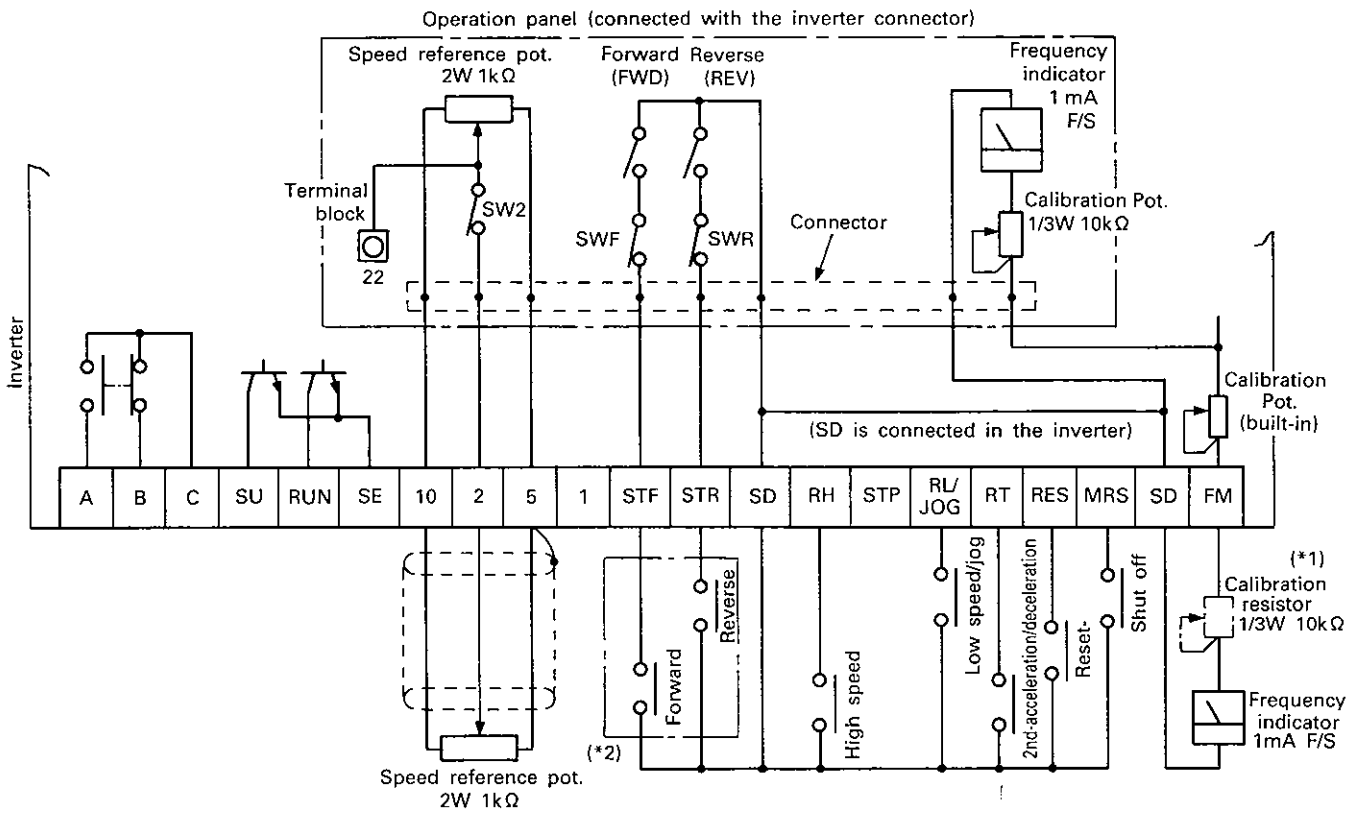 Operation panel (connected with the inverter connector)
Speed reference pot.
2W 1kΩ
Forward
(FWD)
Reverse
(REV)
Frequency
indicator
1 mA
F/S
Terminal
block
22
SW2
SWF
SWR
Connector
Calibration Pot.
1/3W 10kΩ
Inverter
Calibration
Pot.
(built-in)
(SD is connected in the inverter)
A B C SU RUN SE 10 2 5 1 STF STR SD RH STP RL/JOG RT RES MRS SD FM
Forward
Reverse
(*2)
High speed
Low speed/jog
2nd-acceleration/deceleration
Reset-
Shut off
(*1)
Calibration
resistor
1/3W 10kΩ
Frequency
indicator
1mA F/S
Speed reference pot.
2W 1kΩ